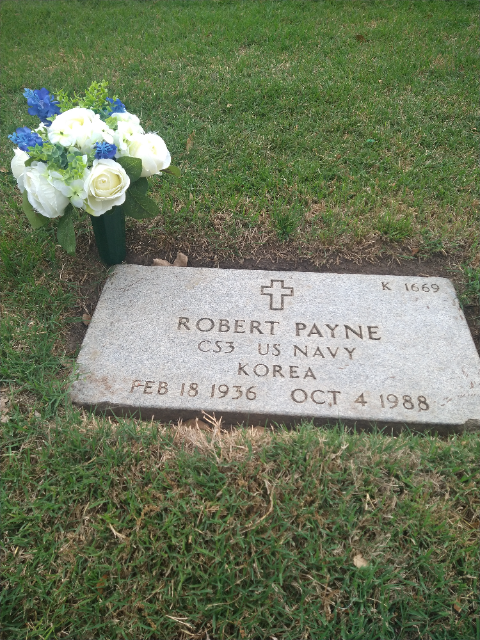 K 1669
ROBERT PAYNE
CS3 US NAVY
KOREA
FEB 18 1936 OCT 4 1988